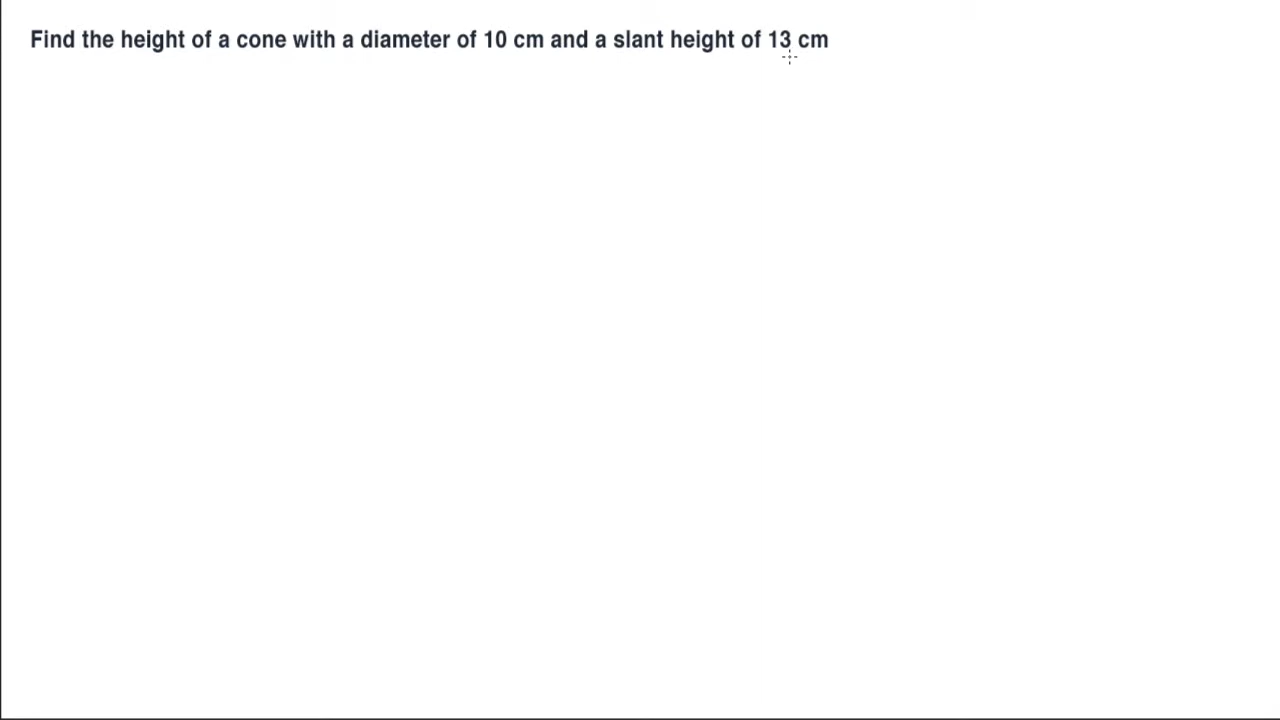 Find the height of a cone with a diameter of 10 cm and a slant height of 13 cm